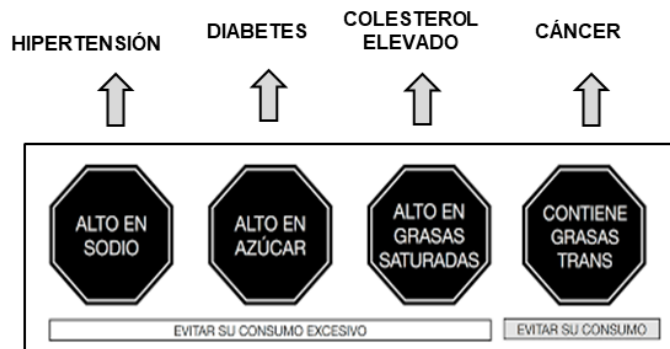 HIPERTENSIÓN
DIABETES
COLESTEROL
ELEVADO
CÁNCER
ALTO EN
SODIO
ALTO EN
AZÚCAR
ALTO EN
GRASAS
SATURADAS
CONTIENE
GRASAS
TRANS
EVITAR SU CONSUMO EXCESIVO
EVITAR SU CONSUMO